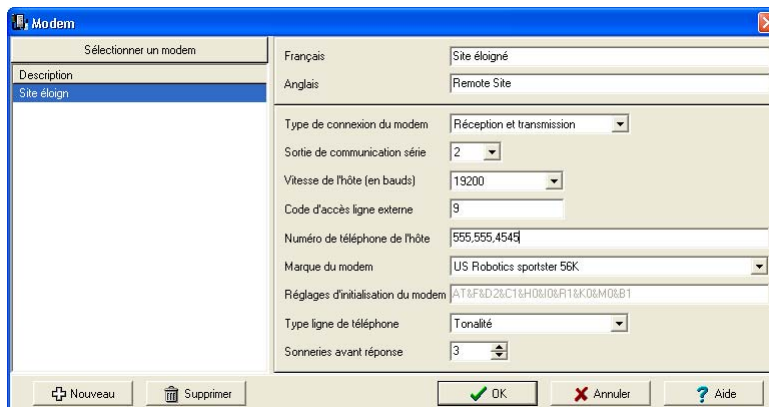 Modem
Sélectionner un modem
Description
Site éloign
Français Site éloigné
Anglais Remote Site
Type de connexion du modem Réception et transmission
Sortie de communication série 2
Vitesse de l'hôte (en bauds) 19200
Code d'accès ligne externe 9
Numéro de téléphone de l'hôte 555,555,4545
Marque du modem US Robotics sportster 56K
Réglages d'initialisation du modem AT&F&D2&C1&H0&I0&R1&K0&M0&B1
Type ligne de téléphone Tonalité
Sonneries avant réponse 3
Nouveau Supprimer OK Annuler Aide